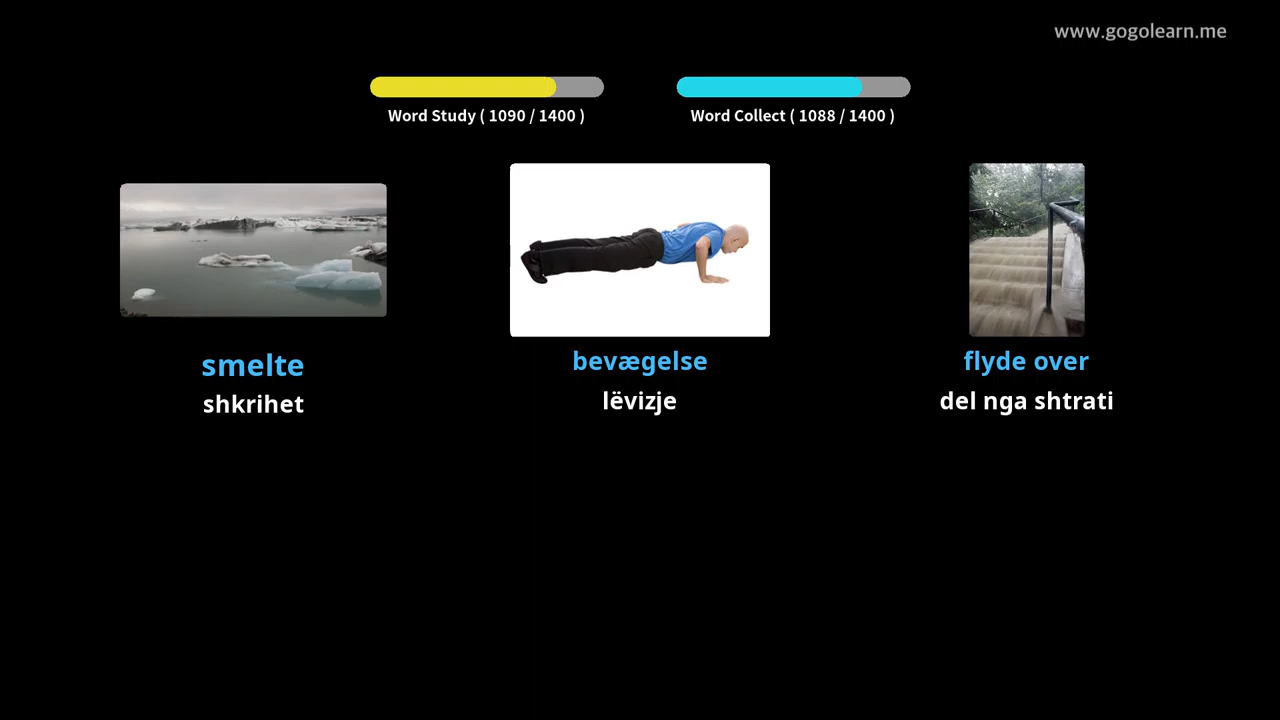 www.gogolearn.me
Word Study ( 1090 / 1400 )
Word Collect ( 1088 / 1400 )
smelte
shkrihet
bevægelse
lëvizje
flyde over
del nga shtrati